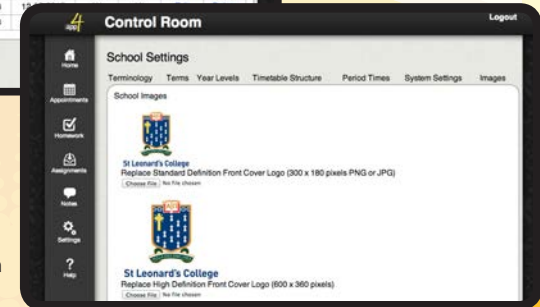 app
4
Control Room
Logout
Home
Appointments
Homework
Assignments
Notes
Settings
?
Help
School Settings
Terminology Terms Year Levels Timetable Structure Period Times System Settings Images
School Images
St Leonard's College
Replace Standard Definition Front Cover Logo (300 x 180 pixels PNG or JPG)
Choose File No file chosen
St Leonard's College
Replace High Definition Front Cover Logo (600 x 360 pixels)
Choose File No file chosen